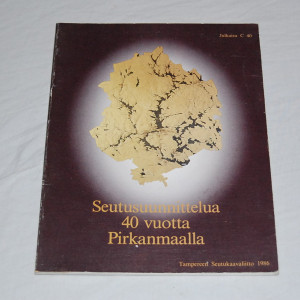 Julkaisu C 40
Seutusuunnittelua
40 vuotta
Pirkanmaalla
Tampereen Seutukaavaliitto 1986